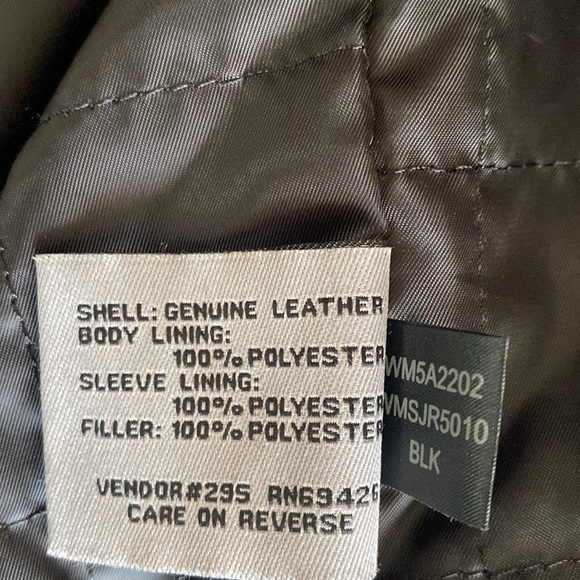 SHELL: GENUINE LEATHER
BODY LINING:
100% POLYESTER
SLEEVE LINING:
100% POLYESTER
FILLER: 100% POLYESTER
VENDOR#295 RN69426
CARE ON REVERSE
WM5A2202
VMSJR5010
BLK